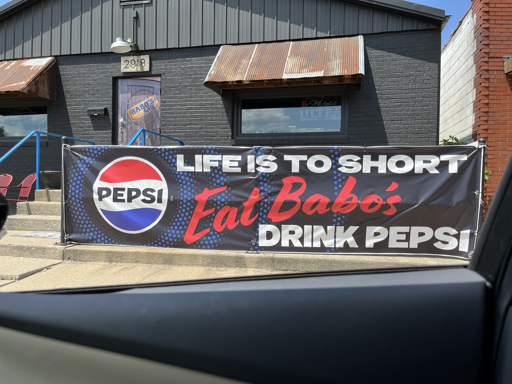 2918
BABO'S
PEPSI
LIFE IS TO SHORT
Eat Babo's
DRINK PEPSI